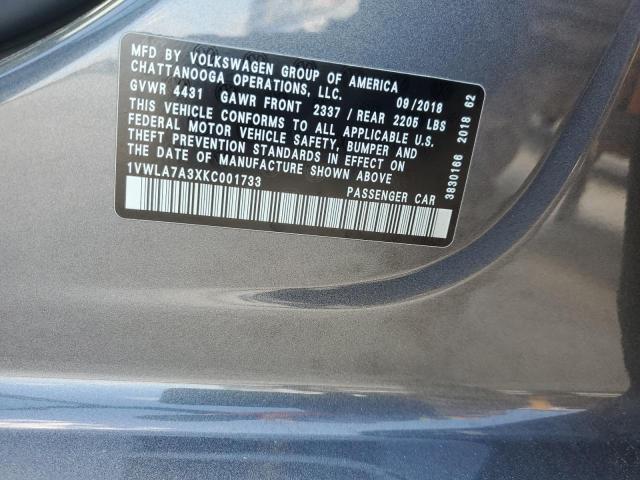 MFD BY VOLKSWAGEN GROUP OF AMERICA
CHATTANOOGA OPERATIONS, LLC. 09/2018
GVWR 4431 GAWR FRONT 2337 / REAR 2205 LBS
THIS VEHICLE CONFORMS TO ALL APPLICABLE U.S.
FEDERAL MOTOR VEHICLE SAFETY, BUMPER AND
THEFT PREVENTION STANDARDS IN EFFECT ON
THE DATE OF MANUFACTURE SHOWN ABOVE
1VWLA7A3XKC001733 PASSENGER CAR
3830166 2018 62